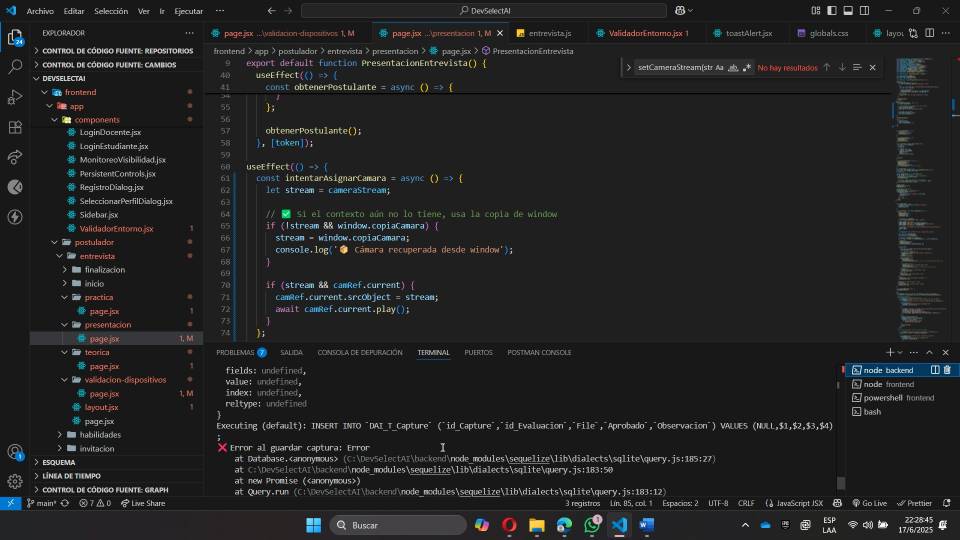 Archivo Editar Selección Ver Ir Ejecutar ··· DevSelectAI
EXPLORADOR ···
CONTROL DE CÓDIGO FUENTE: REPOSITORIOS
CONTROL DE CÓDIGO FUENTE: CAMBIOS
DEVSELECTAI
frontend
app
components
LoginDocente.jsx
LoginEstudiante.jsx
MonitoreoVisibilidad.jsx
PersistentControls.jsx
RegistroDialog.jsx
SeleccionarPerfilDialog.jsx
Sidebar.jsx
ValidadorEntorno.jsx 1
postulador
entrevista
finalizacion
inicio
practica
page.jsx 1
presentacion
page.jsx 1, M
teorica
page.jsx 1
validacion-dispositivos
page.jsx 1, M
layout.jsx 1
page.jsx
habilidades
invitacion
ESQUEMA
LÍNEA DE TIEMPO
CONTROL DE CÓDIGO FUENTE: GRAPH
page.jsx ...\validacion-dispositivos 1, M page.jsx ...\presentacion 1, M entrevista.js ValidadorEntorno.jsx 1 toastAlert.jsx globals.css
frontend > app > postulador > entrevista > presentacion > page.jsx > PresentacionEntrevista
setCameraStream(str Aa ab .* No hay resultados
9 export default function PresentacionEntrevista() {
40 useEffect(() => {
41 const obtenerPostulante = async () => {
54 }
55 };
56
57 obtenerPostulante();
58 }, [token]);
59
60 useEffect(() => {
61 const intentarAsignarCamara = async () => {
62 let stream = cameraStream;
63
64 // ✅ Si el contexto aún no lo tiene, usa la copia de window
65 if (!stream && window.copiaCamara) {
66 stream = window.copiaCamara;
67 console.log('📦 Cámara recuperada desde window');
68 }
69
70 if (stream && camRef.current) {
71 camRef.current.srcObject = stream;
72 await camRef.current.play();
73 }
74 };
PROBLEMAS 7 SALIDA CONSOLA DE DEPURACIÓN TERMINAL PUERTOS POSTMAN CONSOLE
fields: undefined,
value: undefined,
index: undefined,
reltype: undefined
}
Executing (default): INSERT INTO `DAI_T_Capture` (`id_Capture`,`id_Evaluacion`,`File`,`Aprobado`,`Observacion`) VALUES (NULL,$1,$2,$3,$4)
;
❌ Error al guardar captura: Error
at Database.<anonymous> (C:\DevSelectAI\backend\node_modules\sequelize\lib\dialects\sqlite\query.js:185:27)
at C:\DevSelectAI\backend\node_modules\sequelize\lib\dialects\sqlite\query.js:183:50
at new Promise (<anonymous>)
at Query.run (C:\DevSelectAI\backend\node_modules\sequelize\lib\dialects\sqlite\query.js:183:12)
node backend
node frontend
powershell frontend
bash
main* 7 0 Live Share 3 registros Lín. 85, col. 1 Espacios: 2 UTF-8 CRLF {} JavaScript JSX Go Live Prettier
Buscar
ESP
LAA
22:28:45
17/6/2025